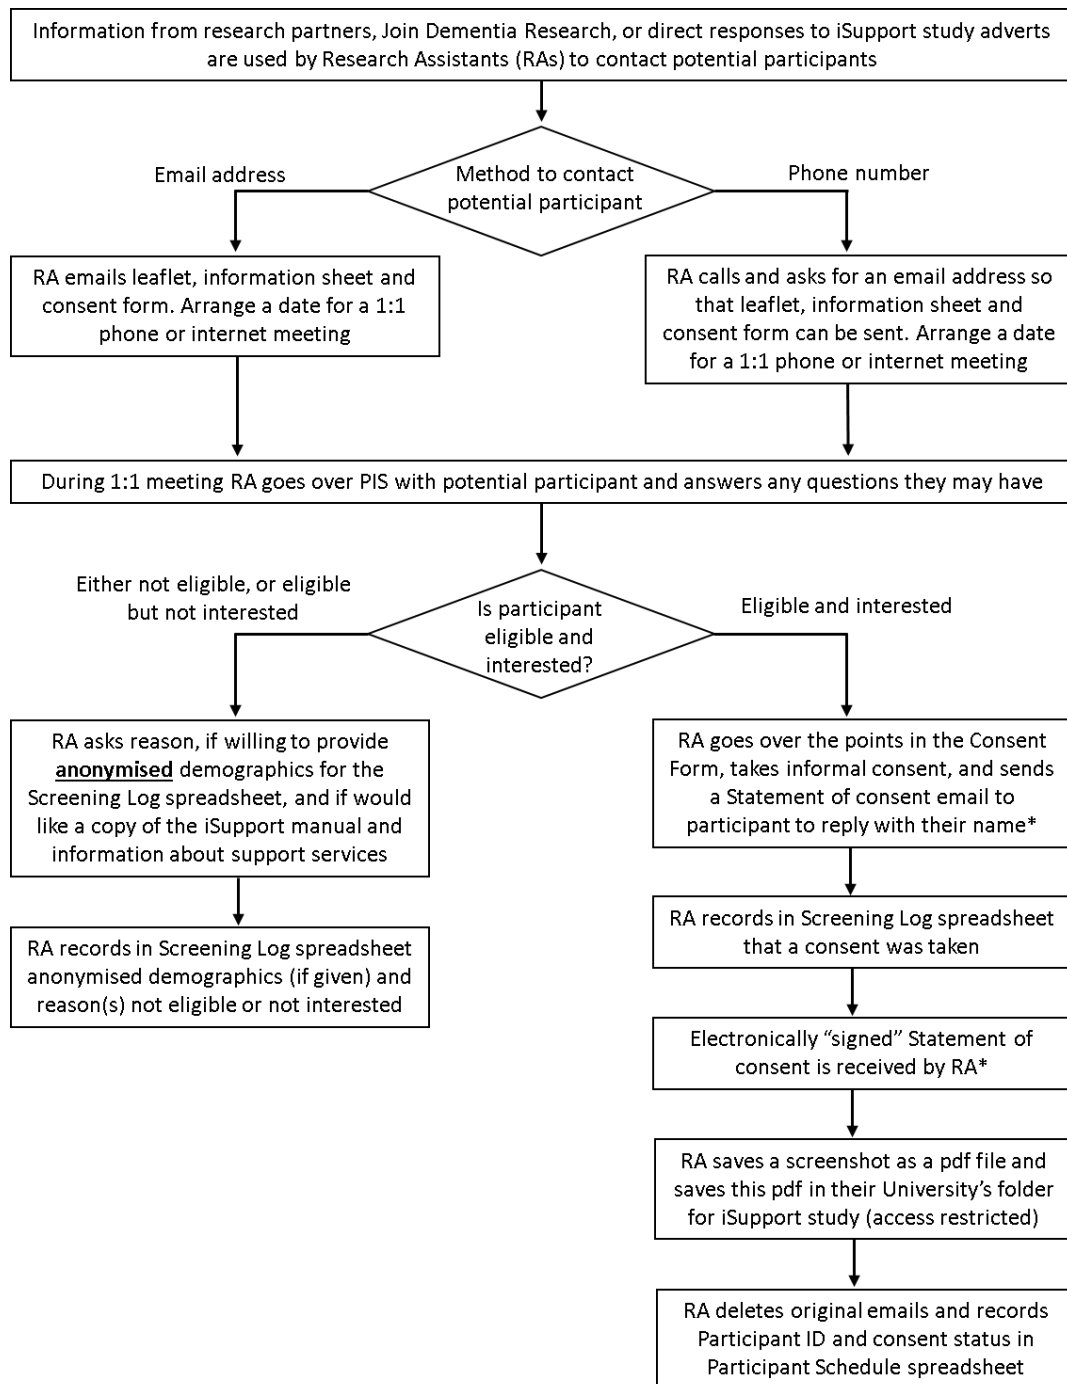 Information from research partners, Join Dementia Research, or direct responses to iSupport study adverts
are used by Research Assistants (RAs) to contact potential participants
Method to contact
potential participant
Email address
Phone number
RA emails leaflet, information sheet and
consent form. Arrange a date for a 1:1
phone or internet meeting
RA calls and asks for an email address so
that leaflet, information sheet and
consent form can be sent. Arrange a date
for a 1:1 phone or internet meeting
During 1:1 meeting RA goes over PIS with potential participant and answers any questions they may have
Is participant
eligible and
interested?
Either not eligible, or eligible
but not interested
Eligible and interested
RA asks reason, if willing to provide
anonymised demographics for the
Screening Log spreadsheet, and if would
like a copy of the iSupport manual and
information about support services
RA records in Screening Log spreadsheet
anonymised demographics (if given) and
reason(s) not eligible or not interested
RA goes over the points in the Consent
Form, takes informal consent, and sends
a Statement of consent email to
participant to reply with their name*
RA records in Screening Log spreadsheet
that a consent was taken
Electronically “signed” Statement of
consent is received by RA*
RA saves a screenshot as a pdf file and
saves this pdf in their University’s folder
for iSupport study (access restricted)
RA deletes original emails and records
Participant ID and consent status in
Participant Schedule spreadsheet